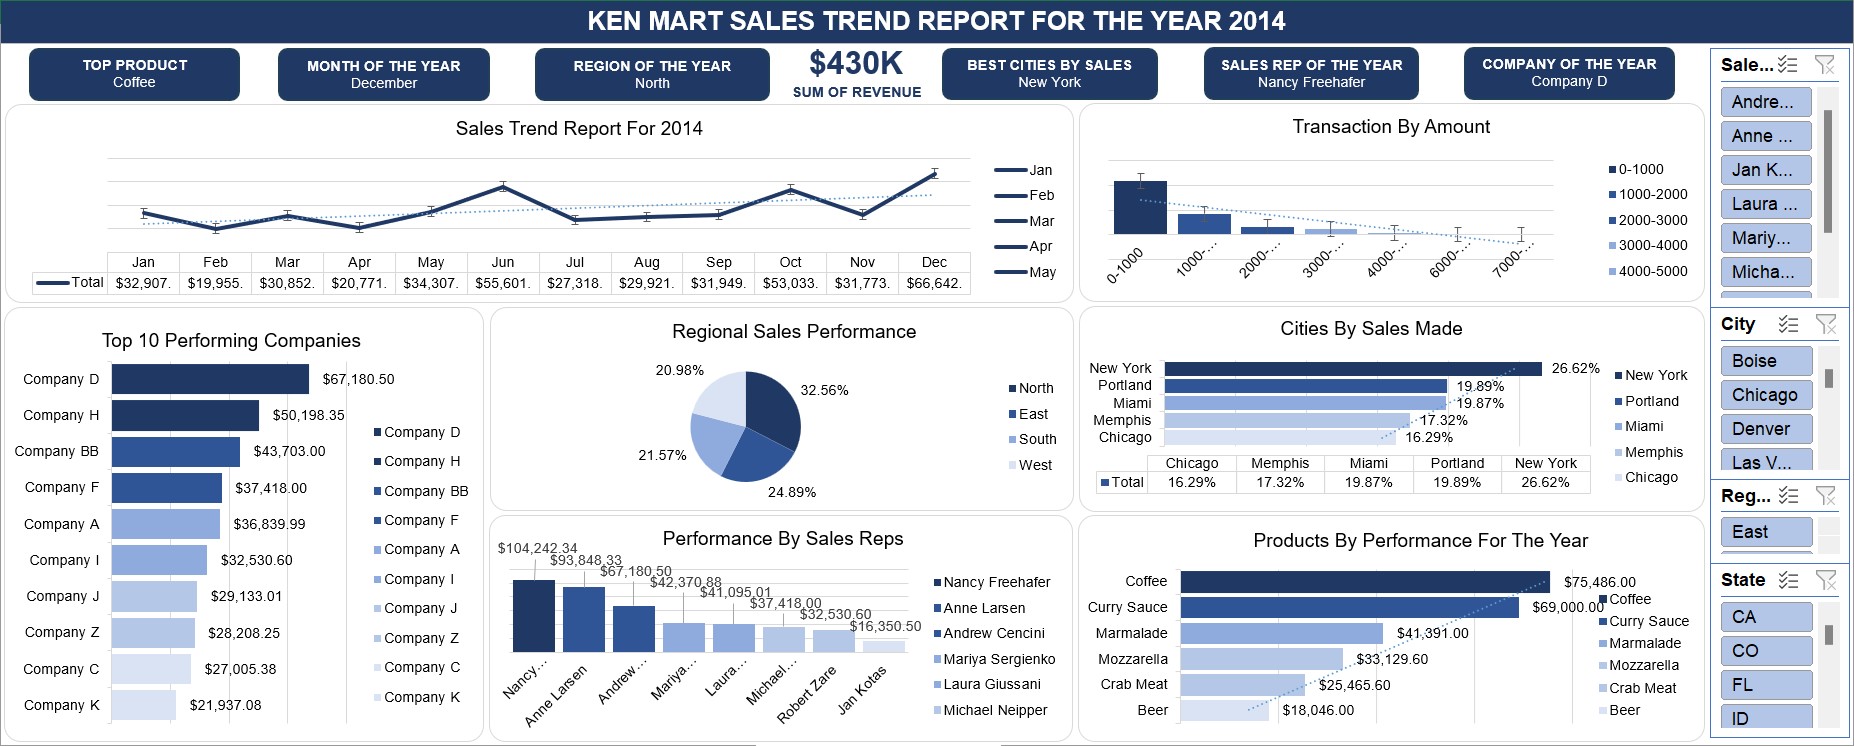 KEN MART SALES TREND REPORT FOR THE YEAR 2014
TOP PRODUCT
Coffee
MONTH OF THE YEAR
December
REGION OF THE YEAR
North
$430K
SUM OF REVENUE
BEST CITIES BY SALES
New York
SALES REP OF THE YEAR
Nancy Freehafer
COMPANY OF THE YEAR
Company D
Sales Trend Report For 2014
Jan
Feb
Mar
Apr
May
Jan Feb Mar Apr May Jun Jul Aug Sep Oct Nov Dec
Total $32,907. $19,955. $30,852. $20,771. $34,307. $55,601. $27,318. $29,921. $31,949. $53,033. $31,773. $66,642.
Transaction By Amount
0-1000
1000-2000
2000-3000
3000-4000
4000-5000
0-1000 1000-... 2000-... 3000-... 4000-... 6000-... 7000-...
Top 10 Performing Companies
Company D $67,180.50
Company H $50,198.35
Company BB $43,703.00
Company F $37,418.00
Company A $36,839.99
Company I $32,530.60
Company J $29,133.01
Company Z $28,208.25
Company C $27,005.38
Company K $21,937.08
Company D
Company H
Company BB
Company F
Company A
Company I
Company J
Company Z
Company C
Company K
Regional Sales Performance
20.98%
32.56%
21.57%
24.89%
North
East
South
West
Cities By Sales Made
New York 26.62%
Portland 19.89%
Miami 19.87%
Memphis 17.32%
Chicago 16.29%
Chicago Memphis Miami Portland New York
Total 16.29% 17.32% 19.87% 19.89% 26.62%
New York
Portland
Miami
Memphis
Chicago
Performance By Sales Reps
$104,242.34
$93,848.33
$67,180.50
$42,370.88
$41,095.01
$37,418.00
$32,530.60
$16,350.50
Nancy... Anne Larsen Andrew... Mariya... Laura... Michael... Robert Zare Jan Kotas
Nancy Freehafer
Anne Larsen
Andrew Cencini
Mariya Sergienko
Laura Giussani
Michael Neipper
Products By Performance For The Year
Coffee $75,486.00
Curry Sauce $69,000.00
Marmalade $41,391.00
Mozzarella $33,129.60
Crab Meat $25,465.60
Beer $18,046.00
Coffee
Curry Sauce
Marmalade
Mozzarella
Crab Meat
Beer
Sale...
Andre...
Anne ...
Jan K...
Laura ...
Mariy...
Micha...
City
Boise
Chicago
Denver
Las V...
Reg...
East
State
CA
CO
FL
ID